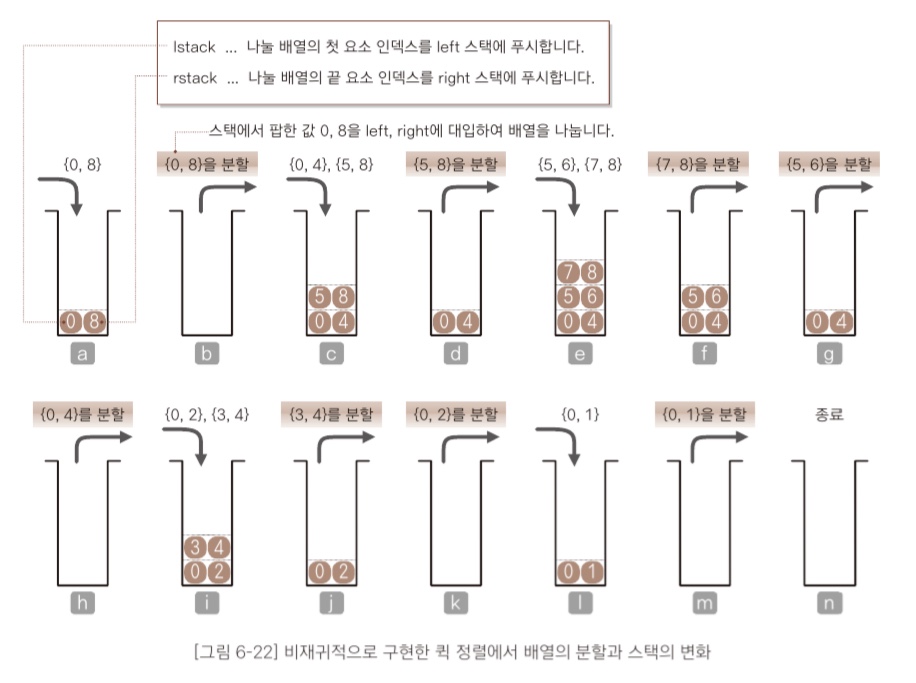 lstack ... 나눌 배열의 첫 요소 인덱스를 left 스택에 푸시합니다.
rstack ... 나눌 배열의 끝 요소 인덱스를 right 스택에 푸시합니다.
스택에서 팝한 값 0, 8을 left, right에 대입하여 배열을 나눕니다.
{0, 8} {0, 8}을 분할 {0, 4}, {5, 8} {5, 8}을 분할 {5, 6}, {7, 8} {7, 8}을 분할 {5, 6}을 분할
7 8
5 8 5 6 5 6
0 8 0 4 0 4 0 4 0 4 0 4
a b c d e f g
{0, 4}를 분할 {0, 2}, {3, 4} {3, 4}를 분할 {0, 2}를 분할 {0, 1} {0, 1}을 분할 종료
3 4
0 2 0 2 0 1
h i j k l m n
[그림 6-22] 비재귀적으로 구현한 퀵 정렬에서 배열의 분할과 스택의 변화